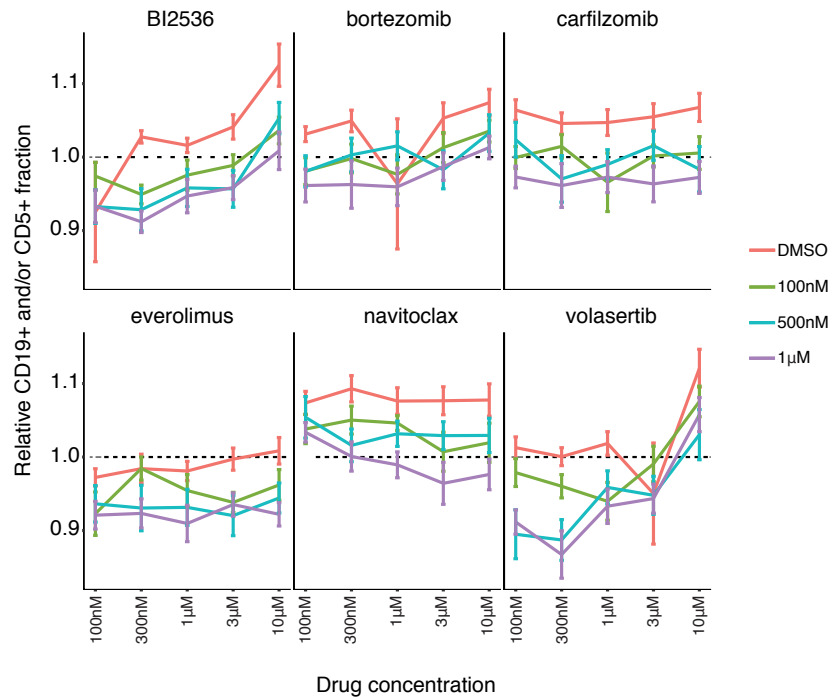 BI2536 bortezomib carfilzomib
1.1
1.0
0.9
everolimus navitoclax volasertib
1.1
1.0
0.9
Relative CD19+ and/or CD5+ fraction
DMSO
100nM
500nM
1µM
100nM 300nM 1µM 3µM 10µM 100nM 300nM 1µM 3µM 10µM 100nM 300nM 1µM 3µM 10µM
Drug concentration